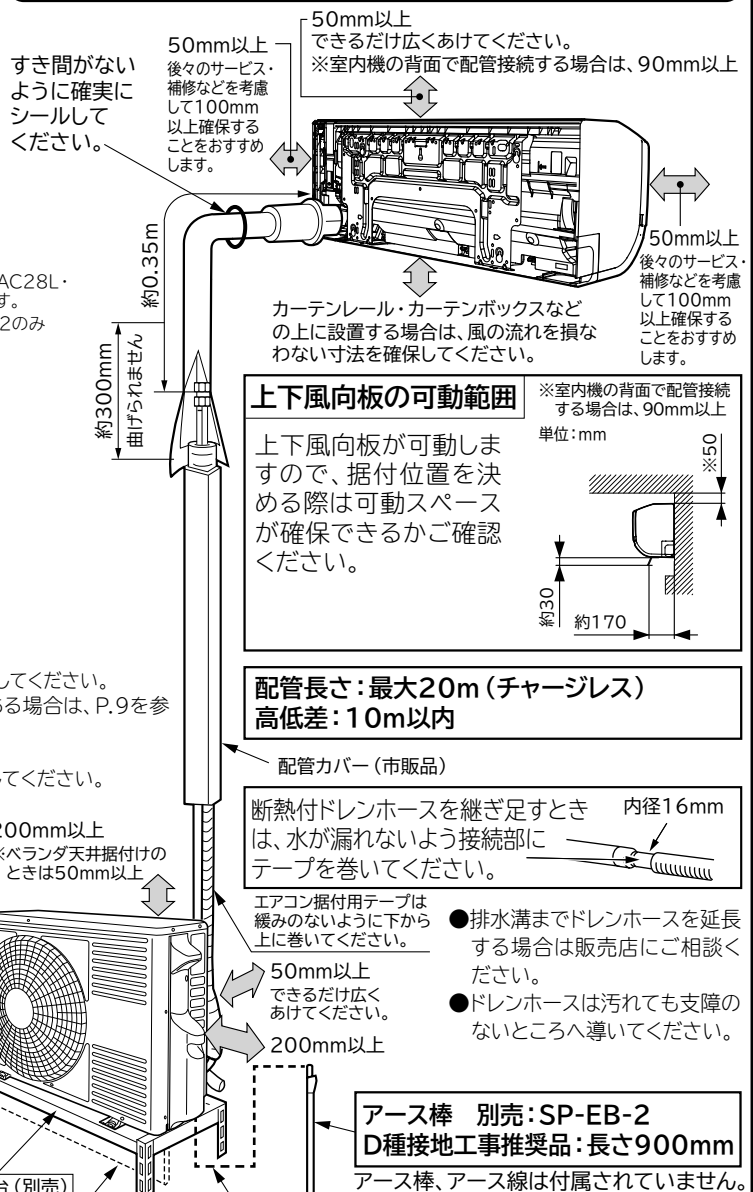 50mm以上
できるだけ広くあけてください。
※室内機の背面で配管接続する場合は、90mm以上
50mm以上
後々のサービス・
補修などを考慮
して100mm
以上確保する
ことをおすすめ
します。
すき間がない
ように確実に
シールして
ください。
50mm以上
後々のサービス・
補修などを考慮
して100mm
以上確保する
ことをおすすめ
します。
約0.35m
AC28L・
す。
2のみ
約300mm
曲げられません
カーテンレール・カーテンボックスなど
の上に設置する場合は、風の流れを損な
わない寸法を確保してください。
上下風向板の可動範囲
上下風向板が可動しま
すので、据付位置を決
める際は可動スペース
が確保できるかご確認
ください。
※室内機の背面で配管接続
する場合は、90mm以上
単位：mm
※50
約30
約170
してください。
ある場合は、P.9を参
してください。
配管長さ：最大20m（チャージレス）
高低差：10m以内
配管カバー（市販品）
断熱付ドレンホースを継ぎ足すとき
は、水が漏れないよう接続部に
テープを巻いてください。
内径16mm
200mm以上
※ベランダ天井据付けの
ときは50mm以上
エアコン据付用テープは
緩みのないように下から
上に巻いてください。
●排水溝までドレンホースを延長
する場合は販売店にご相談く
ださい。
●ドレンホースは汚れても支障の
ないところへ導いてください。
50mm以上
できるだけ広く
あけてください。
200mm以上
アース棒 別売：SP-EB-2
D種接地工事推奨品：長さ900mm
アース棒、アース線は付属されていません。
台（別売）